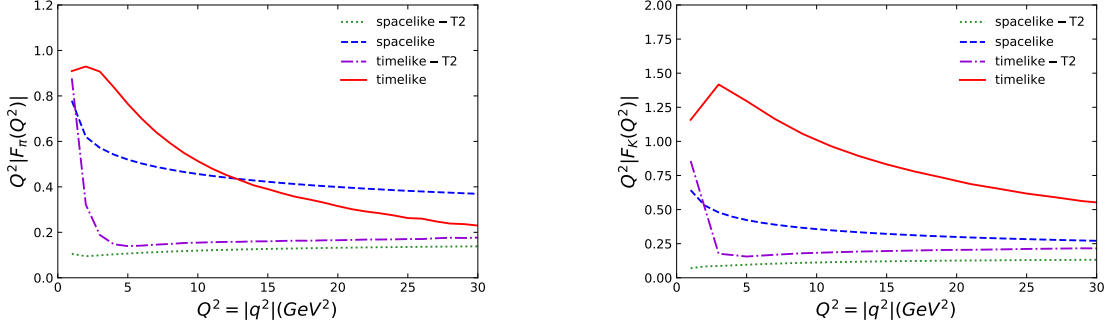 1.2
1.0
0.8
0.6
0.4
0.2
0.0
Q²|F_π(Q²)|
0 5 10 15 20 25 30
Q² = |q²|(GeV²)
spacelike − T2
spacelike
timelike − T2
timelike
2.00
1.75
1.50
1.25
1.00
0.75
0.50
0.25
0.00
Q²|F_K(Q²)|
0 5 10 15 20 25 30
Q² = |q²|(GeV²)
spacelike − T2
spacelike
timelike − T2
timelike